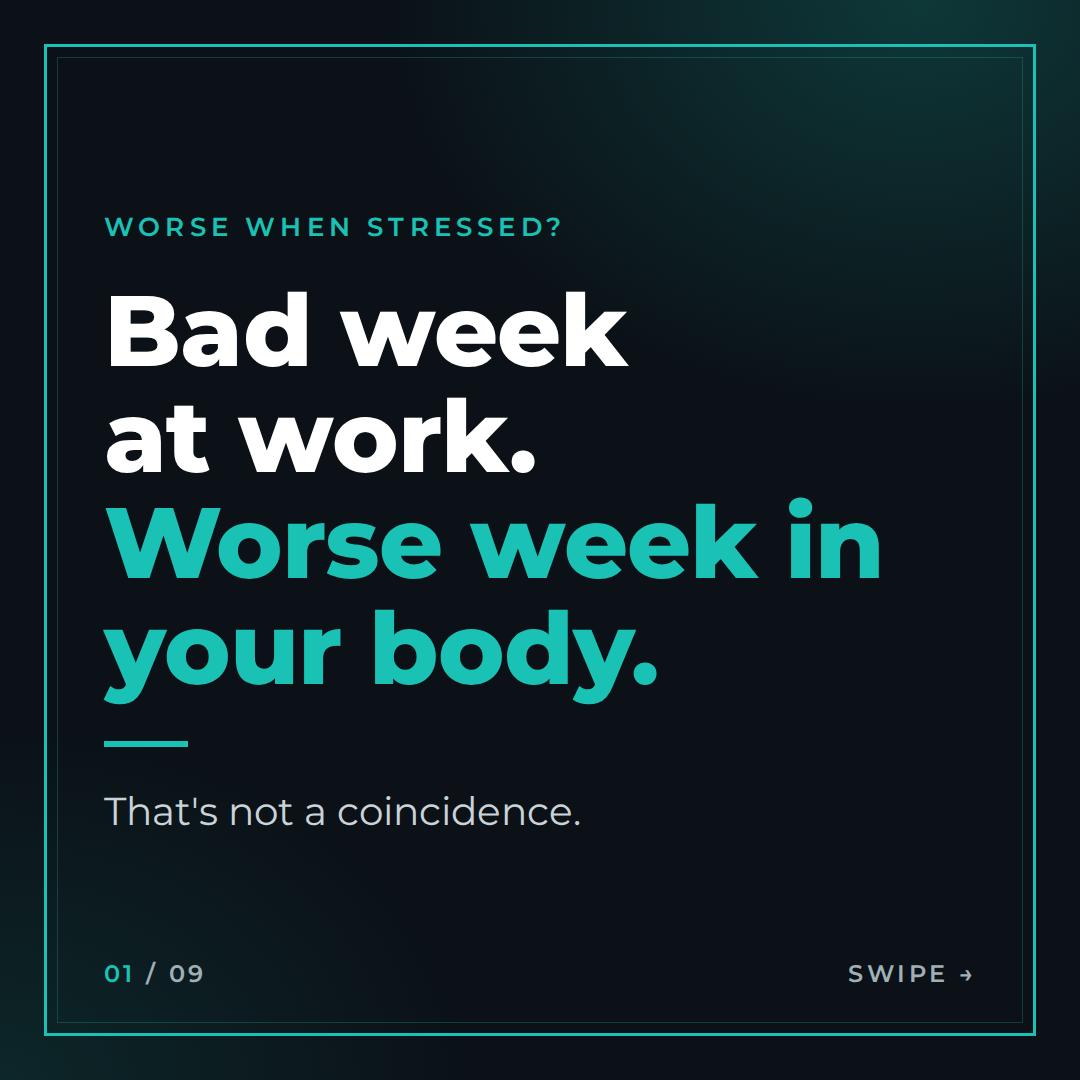 WORSE WHEN STRESSED?
Bad week
at work.
Worse week in
your body.
That's not a coincidence.
01 / 09
SWIPE →